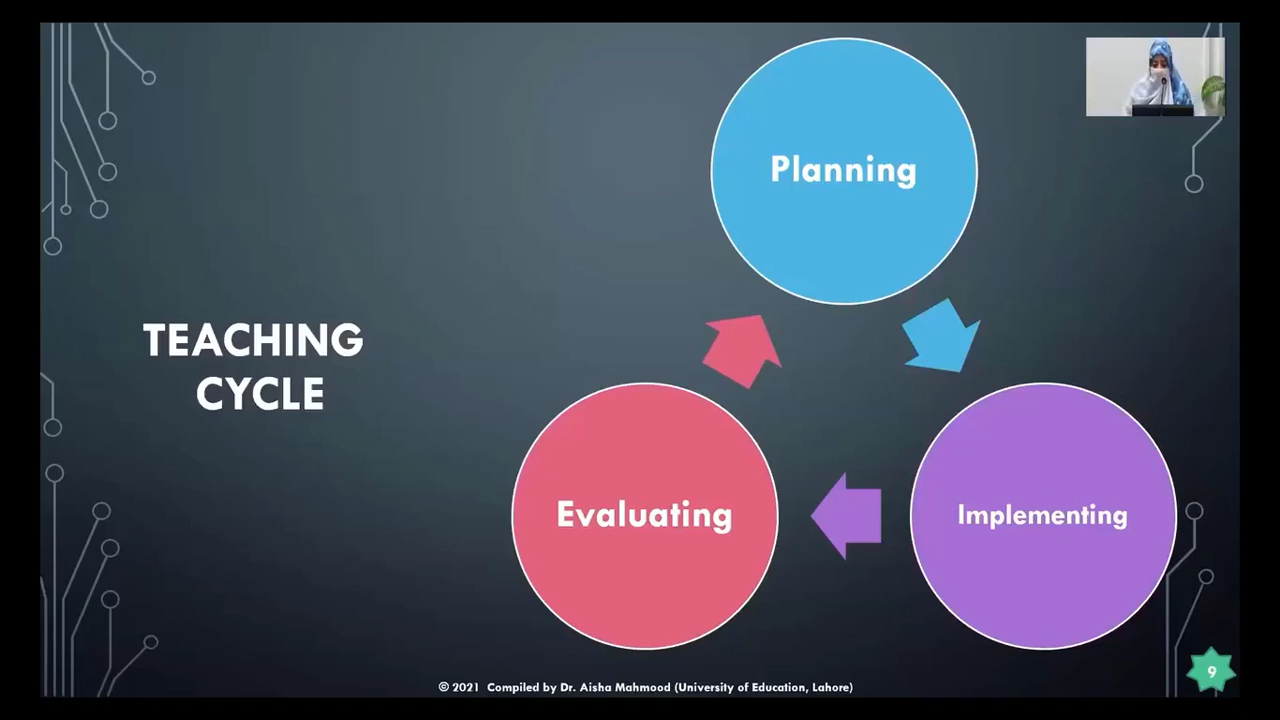 TEACHING
CYCLE
Planning
Implementing
Evaluating
© 2021 Compiled by Dr. Aisha Mahmood (University of Education, Lahore)
9